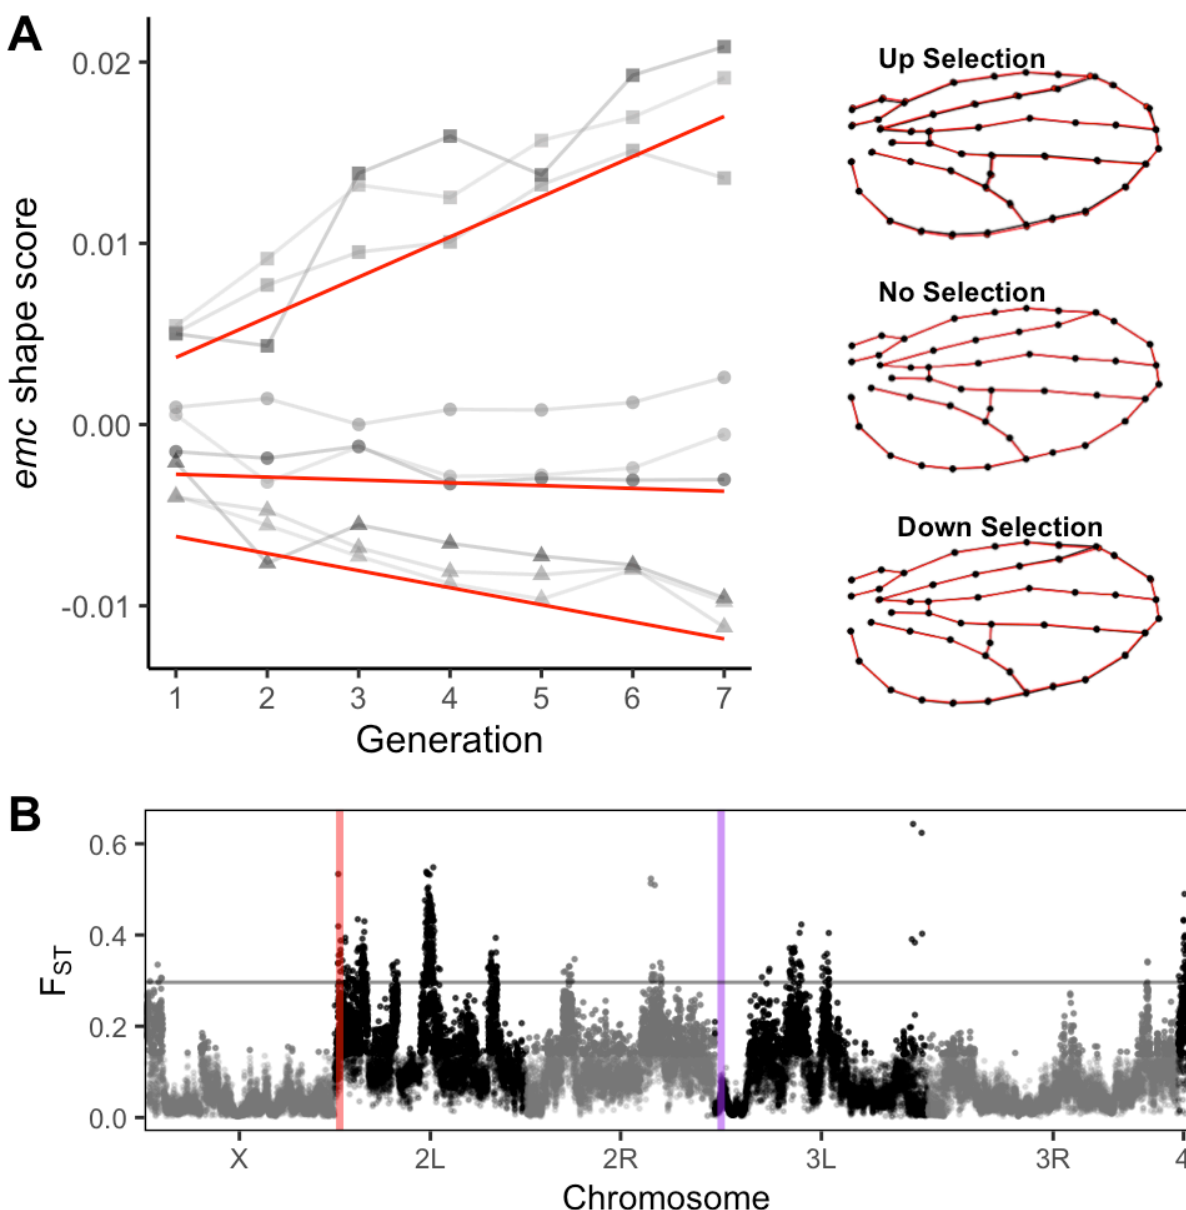 A
Up Selection
0.02
0.01
0.00
-0.01
emc shape score
1 2 3 4 5 6 7
Generation
No Selection
Down Selection
B
0.6
0.4
0.2
0.0
FST
X 2L 2R 3L 3R 4
Chromosome